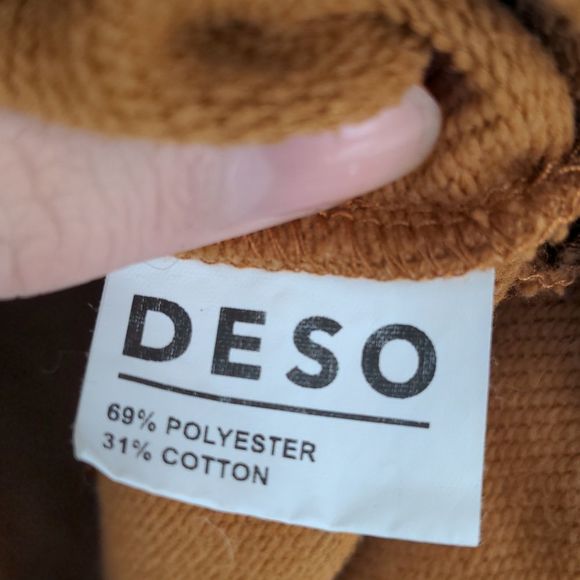 DESO
69% POLYESTER
31% COTTON